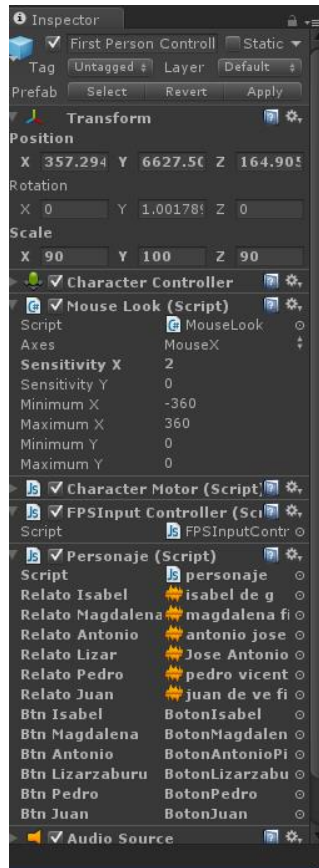 Inspector
First Person Controll Static
Tag Untagged Layer Default
Prefab Select Revert Apply
Transform
Position
X 357.294 Y 6627.50 Z 164.905
Rotation
X 0 Y 1.001789 Z 0
Scale
X 90 Y 100 Z 90
Character Controller
Mouse Look (Script)
Script MouseLook
Axes MouseX
Sensitivity X 2
Sensitivity Y 0
Minimum X -360
Maximum X 360
Minimum Y 0
Maximum Y 0
Character Motor (Script)
FPSInput Controller (Scr
Script FPSInputContr
Personaje (Script)
Script personaje
Relato Isabel isabel de g
Relato Magdalena magdalena fi
Relato Antonio antonio jose
Relato Lizar Jose Antonio
Relato Pedro pedro vicent
Relato Juan juan de ve fi
Btn Isabel BotonIsabel
Btn Magdalena BotonMagdalen
Btn Antonio BotonAntonioPi
Btn Lizarzaburu BotonLizarzabu
Btn Pedro BotonPedro
Btn Juan BotonJuan
Audio Source